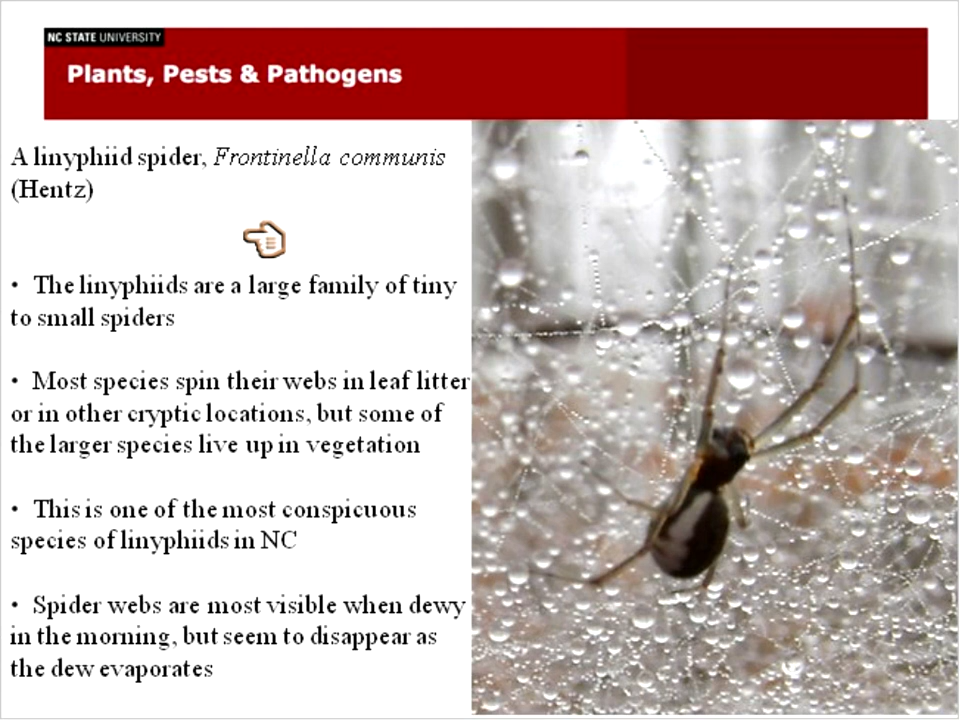 NC STATE UNIVERSITY
Plants, Pests & Pathogens
A linyphiid spider, Frontinella communis
(Hentz)
• The linyphiids are a large family of tiny
to small spiders
• Most species spin their webs in leaf litter
or in other cryptic locations, but some of
the larger species live up in vegetation
• This is one of the most conspicuous
species of linyphiids in NC
• Spider webs are most visible when dewy
in the morning, but seem to disappear as
the dew evaporates